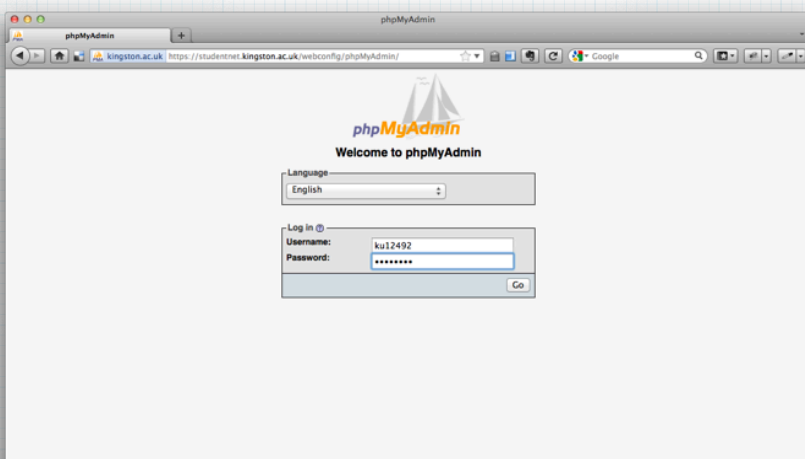 phpMyAdmin
phpMyAdmin
kingston.ac.uk https://studentnet.kingston.ac.uk/webconfig/phpMyAdmin/
Google
phpMyAdmin
Welcome to phpMyAdmin
Language
English
Log in
Username: ku12492
Password: ••••••••
Go